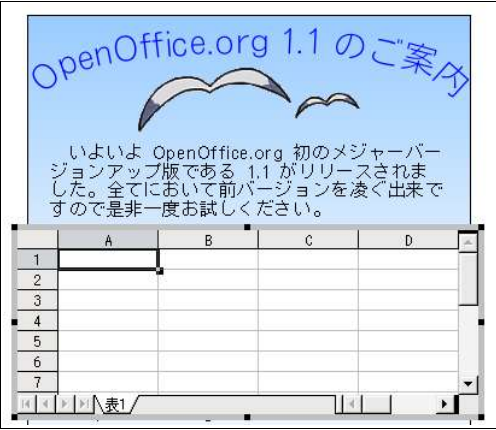 OpenOffice.org 1.1 のご案内
いよいよ OpenOffice.org 初のメジャーバー
ジョンアップ版である 1.1 がリリースされま
した。全てにおいて前バージョンを凌ぐ出来で
すので是非一度お試しください。
A B C D
1
2
3
4
5
6
7
表1